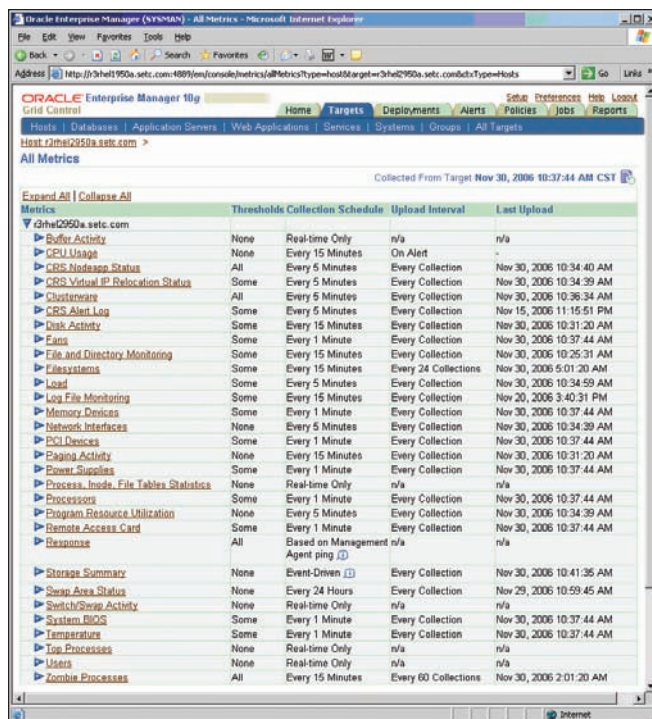 Oracle Enterprise Manager (SYSMAN) - All Metrics - Microsoft Internet Explorer
File Edit View Favorites Tools Help
Back Search Favorites
Address http://r3rhel1950a.setc.com:4889/em/console/metrics/allMetrics?type=host&target=r3rhel2950a.setc.com&ctxType=Hosts Go Links »
ORACLE Enterprise Manager 10g
Grid Control
Setup Preferences Help Logout
Home Targets Deployments Alerts Policies Jobs Reports
Hosts | Databases | Application Servers | Web Applications | Services | Systems | Groups | All Targets
Host: r3rhel2950a.setc.com >
All Metrics
Collected From Target Nov 30, 2006 10:37:44 AM CST
Expand All | Collapse All
Metrics Thresholds Collection Schedule Upload Interval Last Upload
r3rhel2950a.setc.com
Buffer Activity None Real-time Only n/a n/a
CPU Usage None Every 15 Minutes On Alert -
CRS Nodeapp Status All Every 5 Minutes Every Collection Nov 30, 2006 10:34:40 AM
CRS Virtual IP Relocation Status Some Every 5 Minutes Every Collection Nov 30, 2006 10:34:39 AM
Clusterware All Every 5 Minutes Every Collection Nov 30, 2006 10:36:34 AM
CRS Alert Log Some Every 5 Minutes Every Collection Nov 15, 2006 11:15:51 PM
Disk Activity Some Every 15 Minutes Every Collection Nov 30, 2006 10:31:20 AM
Fans Some Every 1 Minute Every Collection Nov 30, 2006 10:37:44 AM
File and Directory Monitoring Some Every 15 Minutes Every Collection Nov 30, 2006 10:25:31 AM
Filesystems Some Every 15 Minutes Every 24 Collections Nov 30, 2006 5:01:20 AM
Load Some Every 5 Minutes Every Collection Nov 30, 2006 10:34:59 AM
Log File Monitoring Some Every 15 Minutes Every Collection Nov 20, 2006 3:40:31 PM
Memory Devices Some Every 1 Minute Every Collection Nov 30, 2006 10:37:44 AM
Network Interfaces None Every 5 Minutes Every Collection Nov 30, 2006 10:34:39 AM
PCI Devices Some Every 1 Minute Every Collection Nov 30, 2006 10:37:44 AM
Paging Activity None Every 15 Minutes Every Collection Nov 30, 2006 10:31:20 AM
Power Supplies Some Every 1 Minute Every Collection Nov 30, 2006 10:37:44 AM
Process, Inode, File Tables Statistics None Real-time Only n/a n/a
Processors Some Every 1 Minute Every Collection Nov 30, 2006 10:37:44 AM
Program Resource Utilization None Every 5 Minutes Every Collection Nov 30, 2006 10:34:39 AM
Remote Access Card Some Every 1 Minute Every Collection Nov 30, 2006 10:37:44 AM
Response All Based on Management n/a n/a
Agent ping
Storage Summary None Event-Driven Every Collection Nov 30, 2006 10:41:35 AM
Swap Area Status None Every 24 Hours Every Collection Nov 29, 2006 10:59:45 AM
Switch/Swap Activity None Real-time Only n/a n/a
System BIOS Some Every 1 Minute Every Collection Nov 30, 2006 10:37:44 AM
Temperature Some Every 1 Minute Every Collection Nov 30, 2006 10:37:44 AM
Top Processes None Real-time Only n/a n/a
Users None Real-time Only n/a n/a
Zombie Processes All Every 15 Minutes Every 60 Collections Nov 30, 2006 2:01:20 AM
Internet